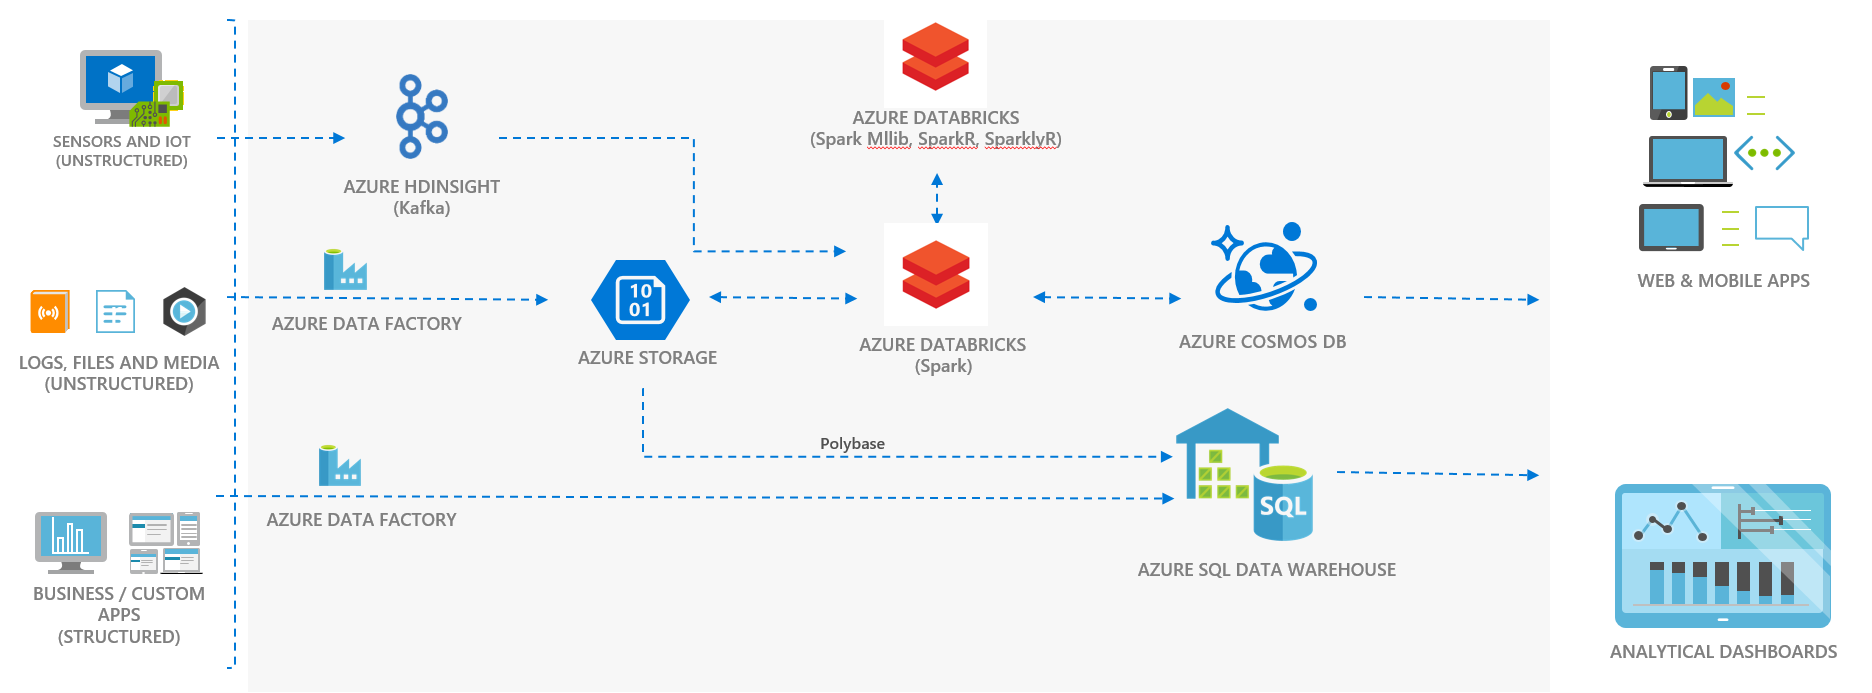 SENSORS AND IOT
(UNSTRUCTURED)
LOGS, FILES AND MEDIA
(UNSTRUCTURED)
BUSINESS / CUSTOM
APPS
(STRUCTURED)
AZURE HDINSIGHT
(Kafka)
AZURE DATA FACTORY
AZURE DATA FACTORY
10
01
AZURE STORAGE
AZURE DATABRICKS
(Spark Mllib, SparkR, SparklyR)
AZURE DATABRICKS
(Spark)
Polybase
AZURE COSMOS DB
SQL
AZURE SQL DATA WAREHOUSE
WEB & MOBILE APPS
ANALYTICAL DASHBOARDS